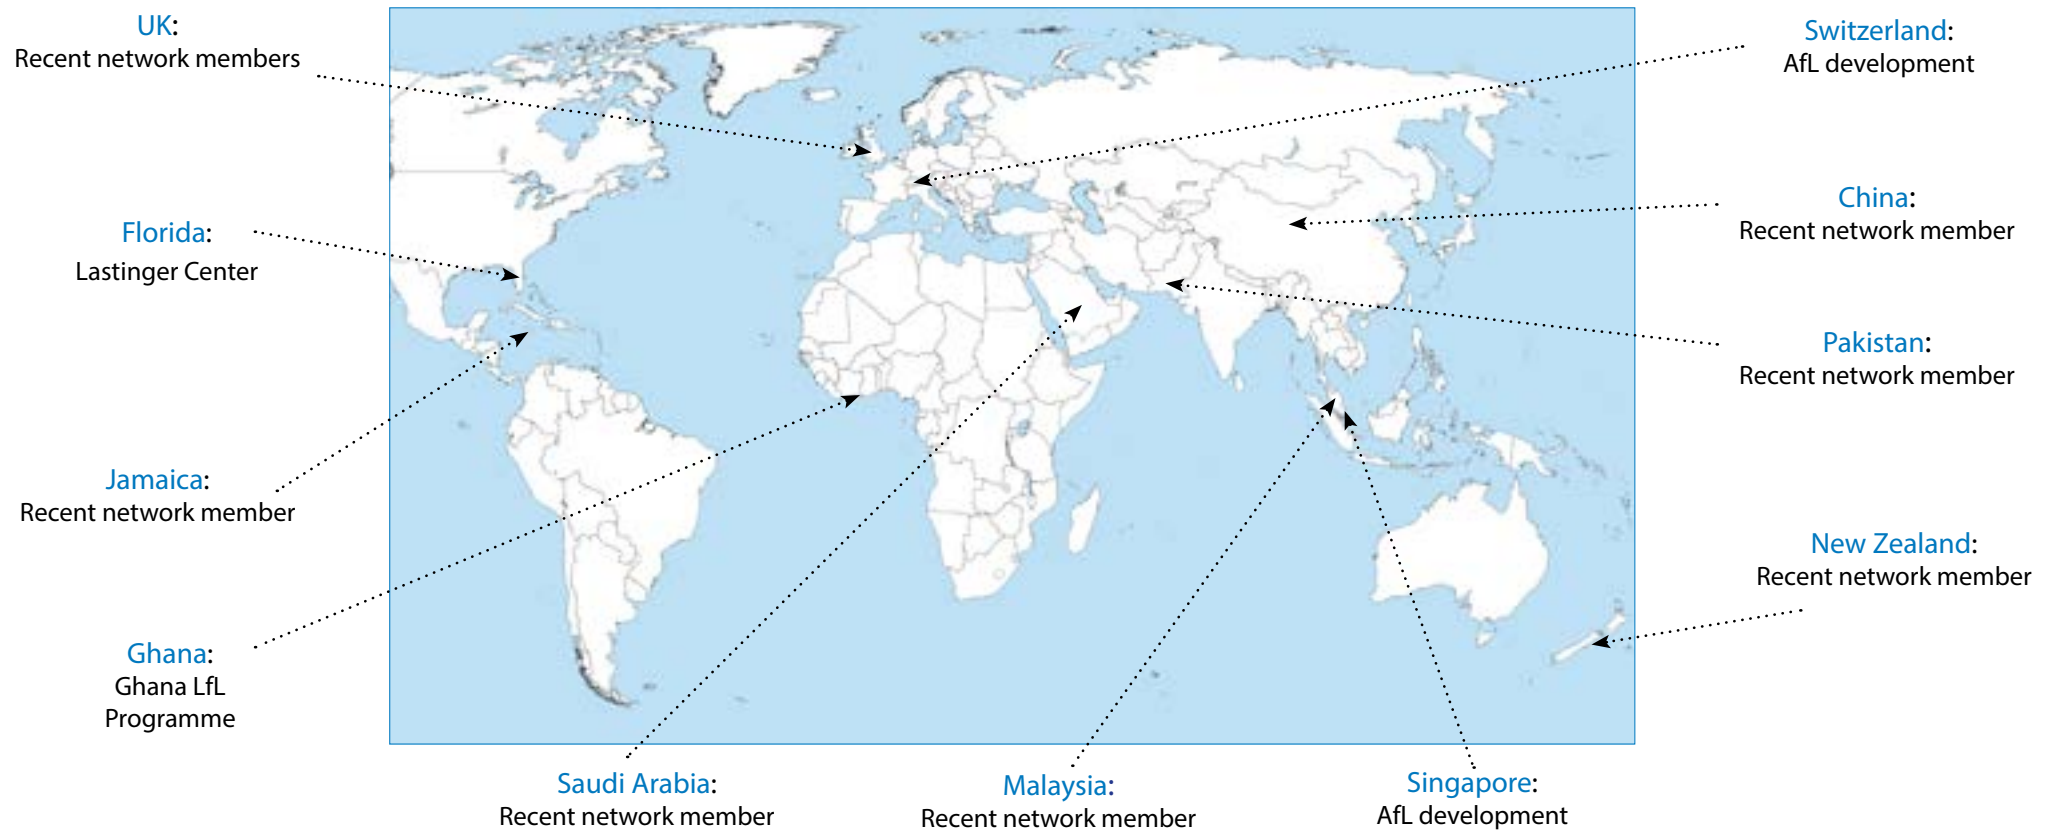 UK:
Recent network members
Florida:
Lastinger Center
Jamaica:
Recent network member
Ghana:
Ghana LfL
Programme
Saudi Arabia:
Recent network member
Malaysia:
Recent network member
Singapore:
AfL development
Switzerland:
AfL development
China:
Recent network member
Pakistan:
Recent network member
New Zealand:
Recent network member